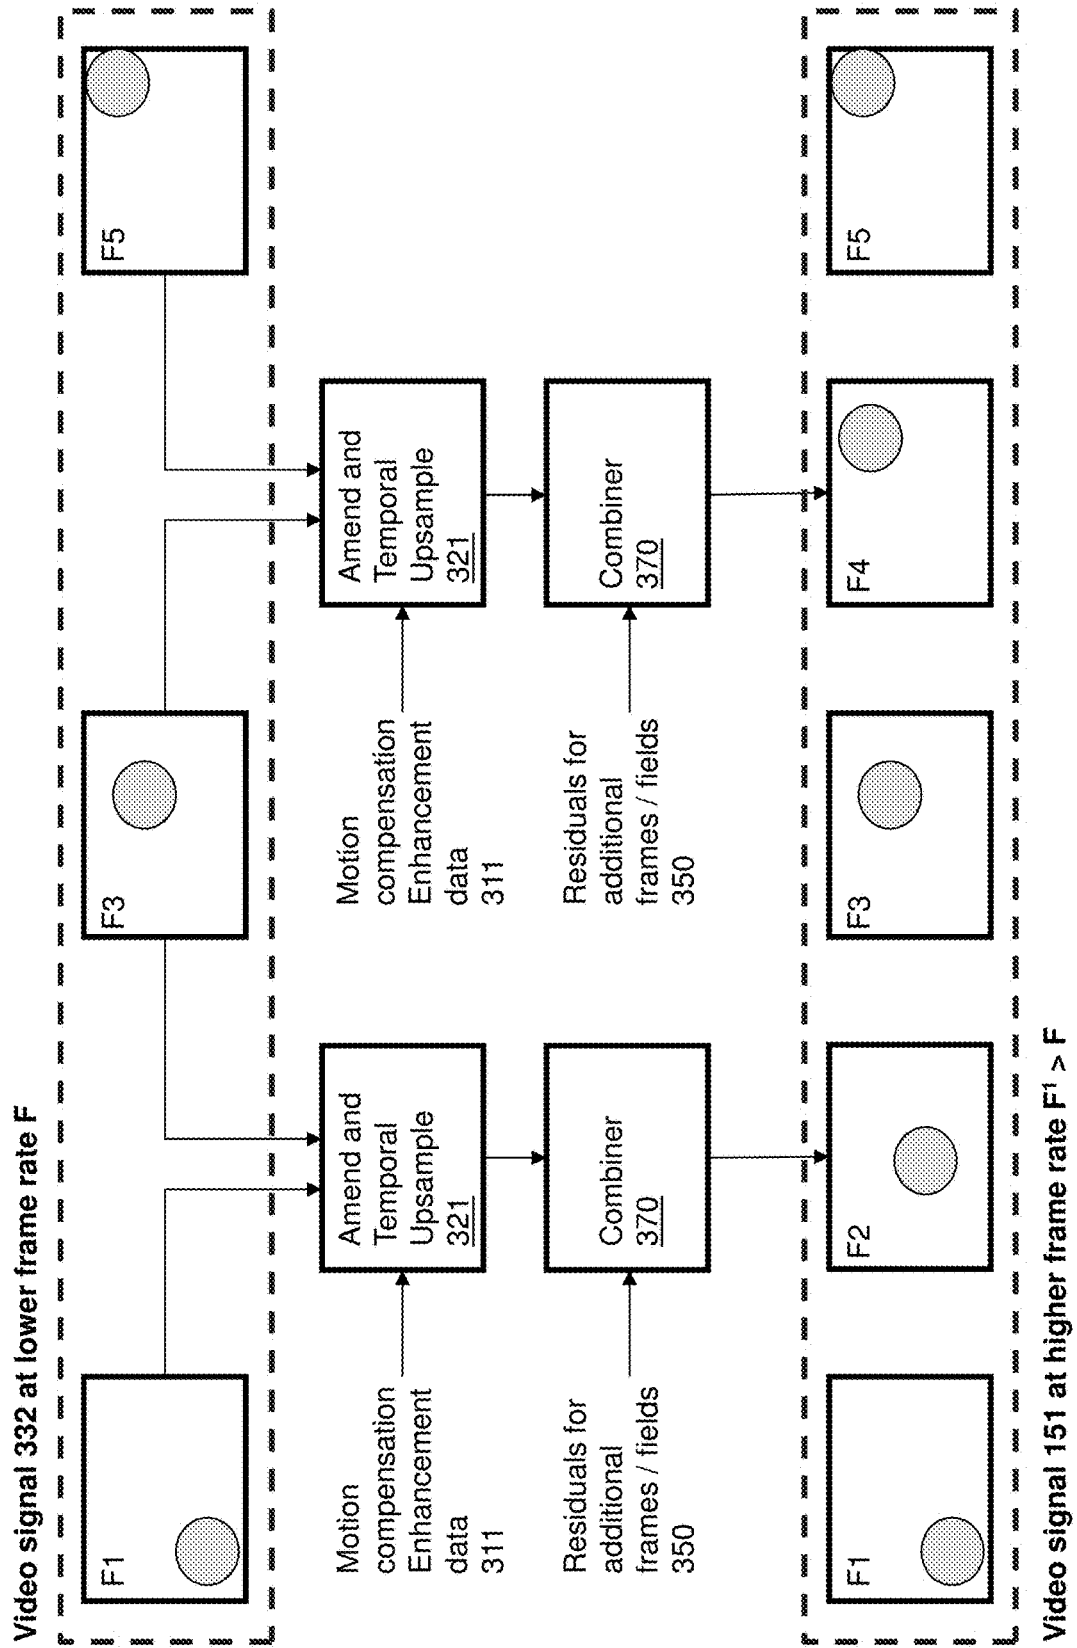 Video signal 332 at lower frame rate F
F1
F3
F5
Motion
compensation
Enhancement
data
311
Amend and
Temporal
Upsample
321
Motion
compensation
Enhancement
data
311
Amend and
Temporal
Upsample
321
Residuals for
additional
frames / fields
350
Combiner
370
Residuals for
additional
frames / fields
350
Combiner
370
F1
F2
F3
F4
F5
Video signal 151 at higher frame rate F¹ > F